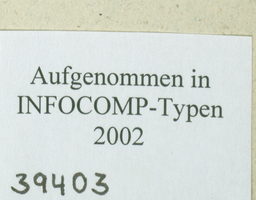 Aufgenommen in
INFOCOMP-Typen
2002
39403